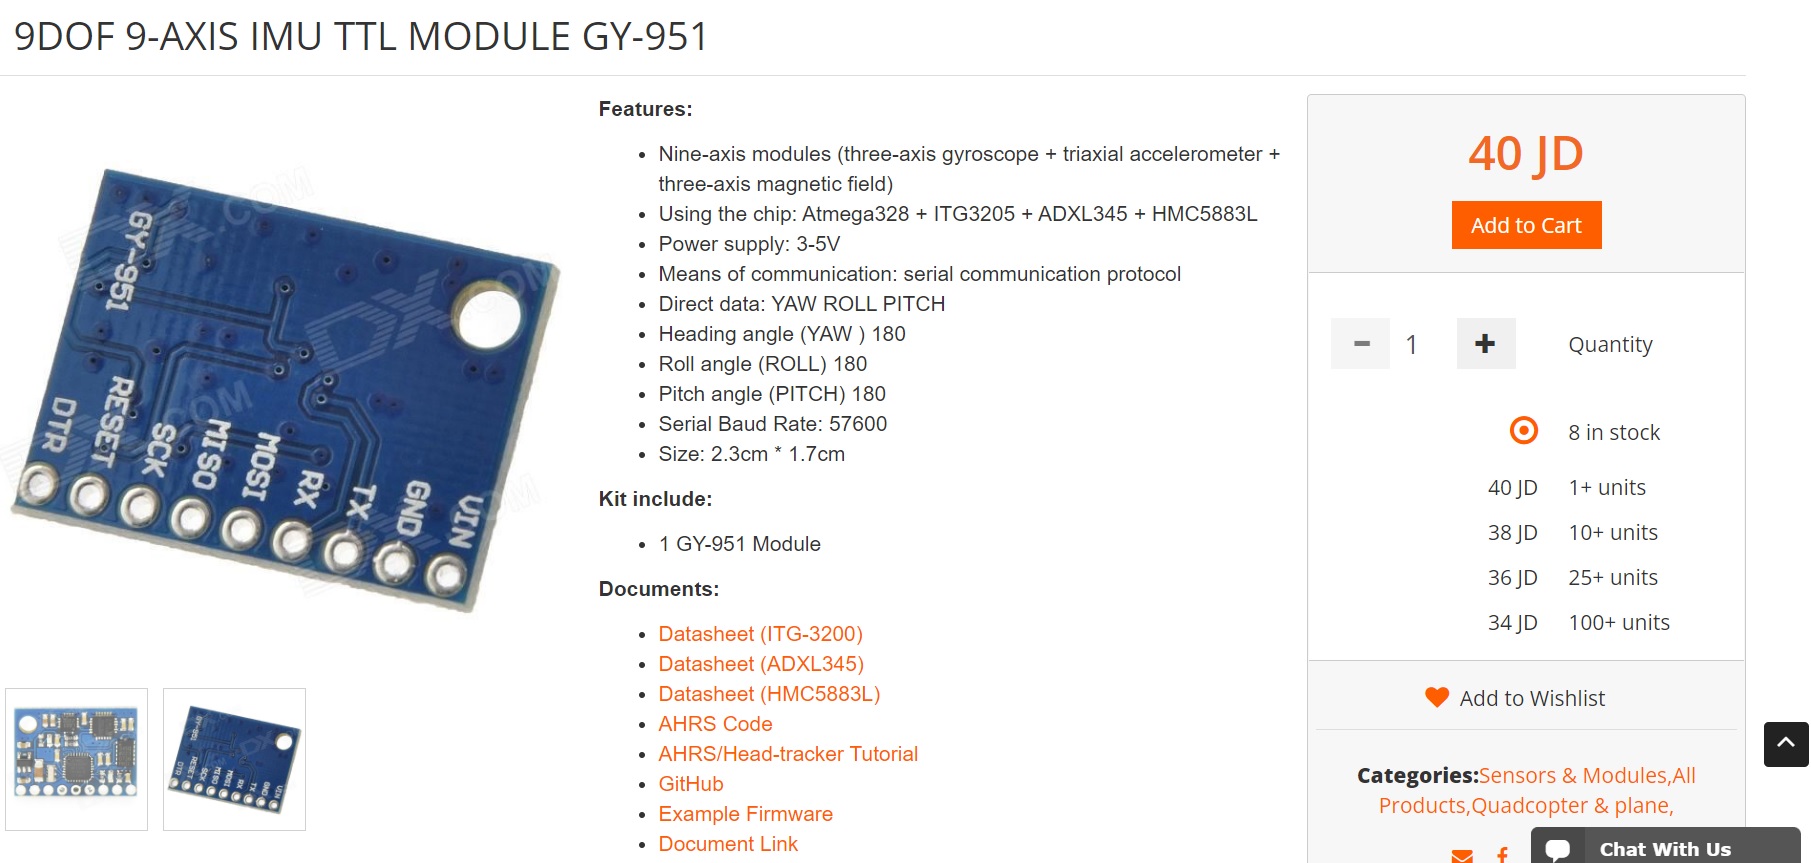 9DOF 9-AXIS IMU TTL MODULE GY-951
GY-951
DTR
RESET
SCK
MISO
MOSI
RX
TX
GND
VIN
Features:
Nine-axis modules (three-axis gyroscope + triaxial accelerometer +
three-axis magnetic field)
Using the chip: Atmega328 + ITG3205 + ADXL345 + HMC5883L
Power supply: 3-5V
Means of communication: serial communication protocol
Direct data: YAW ROLL PITCH
Heading angle (YAW ) 180
Roll angle (ROLL) 180
Pitch angle (PITCH) 180
Serial Baud Rate: 57600
Size: 2.3cm * 1.7cm
Kit include:
1 GY-951 Module
Documents:
Datasheet (ITG-3200)
Datasheet (ADXL345)
Datasheet (HMC5883L)
AHRS Code
AHRS/Head-tracker Tutorial
GitHub
Example Firmware
Document Link
40 JD
Add to Cart
- 1 + Quantity
8 in stock
40 JD 1+ units
38 JD 10+ units
36 JD 25+ units
34 JD 100+ units
Add to Wishlist
Categories:Sensors & Modules,All
Products,Quadcopter & plane,
Chat With Us